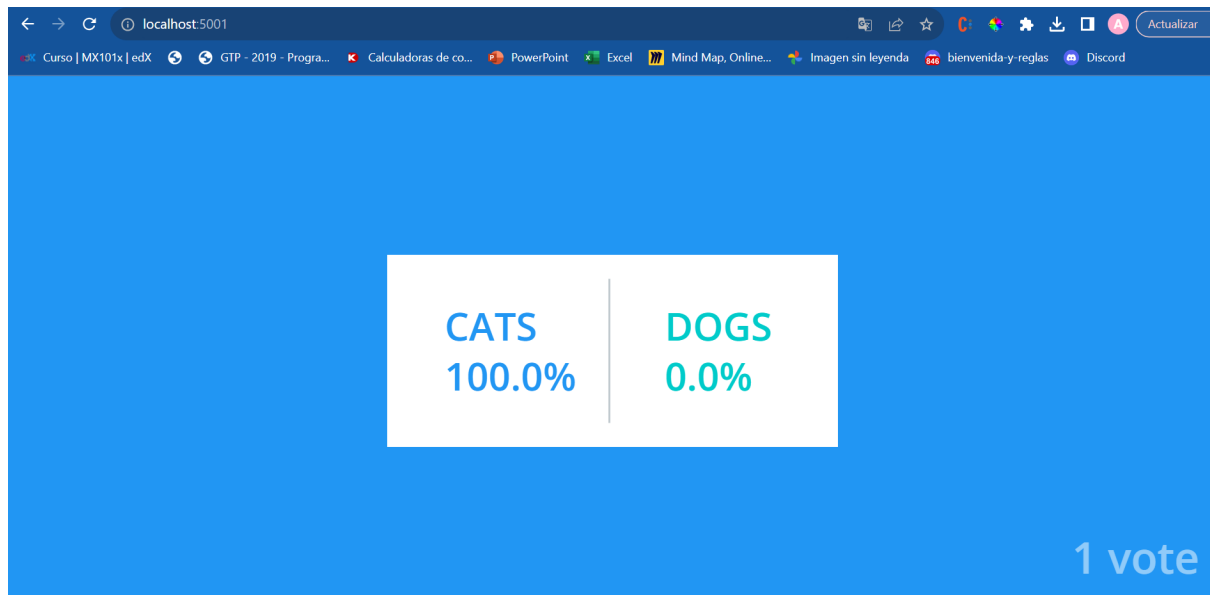 localhost:5001
Actualizar
Curso | MX101x | edX GTP - 2019 - Progra... Calculadoras de co... PowerPoint Excel Mind Map, Online... Imagen sin leyenda 846 bienvenida-y-reglas Discord
CATS
100.0%
DOGS
0.0%
1 vote